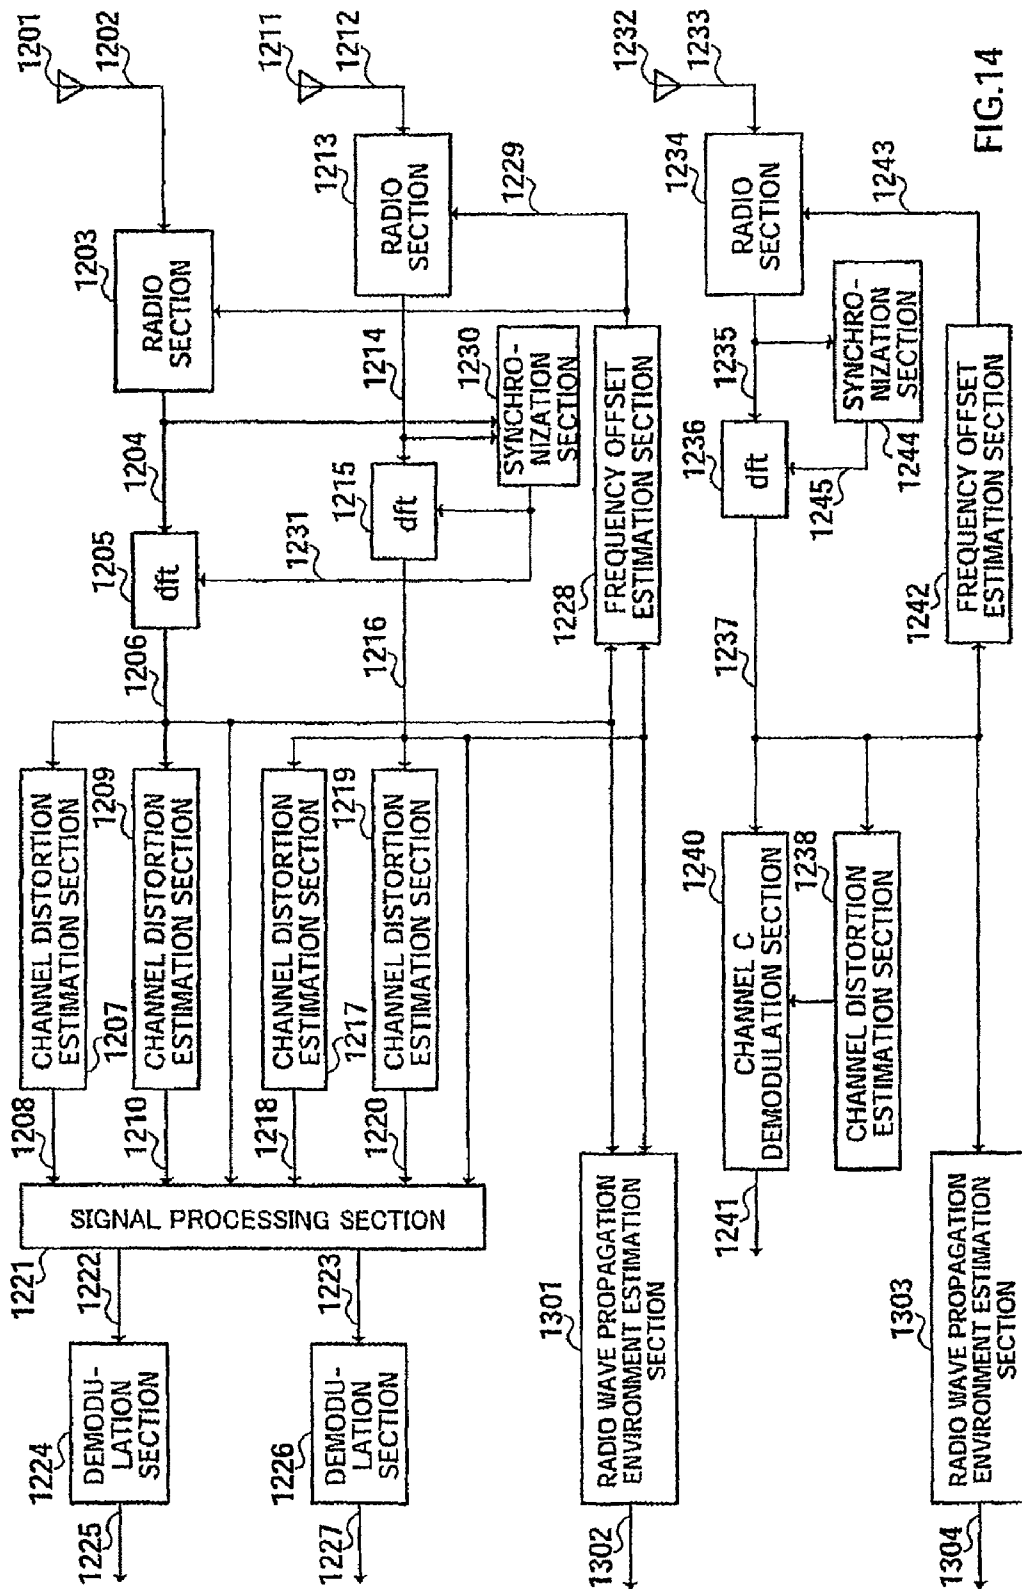 1201
1202
1203
RADIO
SECTION
1204
1205
dft
1206
CHANNEL DISTORTION
ESTIMATION SECTION
1207
1208
1209
CHANNEL DISTORTION
ESTIMATION SECTION
1210
1211
1212
1213
RADIO
SECTION
1229
1214
1230
SYNCHRO-
NIZATION
SECTION
1215
dft
1231
1216
CHANNEL DISTORTION
ESTIMATION SECTION
1217
1218
1219
CHANNEL DISTORTION
ESTIMATION SECTION
1220
SIGNAL PROCESSING SECTION
1221
1222
1223
1224
DEMODU-
LATION
SECTION
1225
1226
DEMODU-
LATION
SECTION
1227
1228
FREQUENCY OFFSET
ESTIMATION SECTION
1301
RADIO WAVE PROPAGATION
ENVIRONMENT ESTIMATION
SECTION
1302
1232
1233
1234
RADIO
SECTION
1243
1235
SYNCHRO-
NIZATION
SECTION
1244
1236
dft
1245
1237
1242
FREQUENCY OFFSET
ESTIMATION SECTION
1240
CHANNEL C
DEMODULATION SECTION
1238
CHANNEL DISTORTION
ESTIMATION SECTION
1241
1303
RADIO WAVE PROPAGATION
ENVIRONMENT ESTIMATION
SECTION
1304
FIG.14